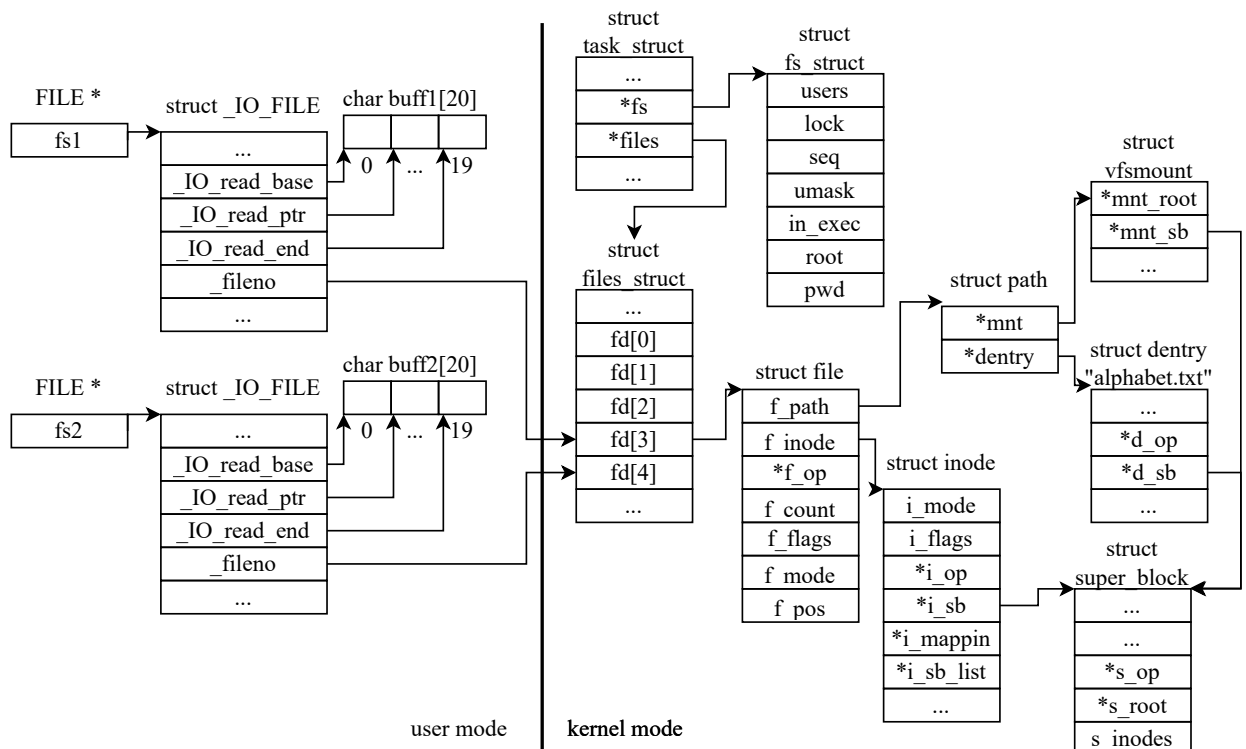 FILE *
fs1
struct _IO_FILE
...
_IO_read_base
_IO_read_ptr
_IO_read_end
_fileno
...
char buff1[20]
0 ... 19
FILE *
fs2
struct _IO_FILE
...
_IO_read_base
_IO_read_ptr
_IO_read_end
_fileno
...
char buff2[20]
0 ... 19
user mode
kernel mode
struct
task_struct
...
*fs
*files
...
struct
fs_struct
users
lock
seq
umask
in_exec
root
pwd
struct
files_struct
...
fd[0]
fd[1]
fd[2]
fd[3]
fd[4]
...
struct file
f_path
f_inode
*f_op
f_count
f_flags
f_mode
f_pos
struct inode
i_mode
i_flags
*i_op
*i_sb
*i_mappin
*i_sb_list
...
struct path
*mnt
*dentry
struct
vfsmount
*mnt_root
*mnt_sb
...
struct dentry
"alphabet.txt"
...
*d_op
*d_sb
...
struct
super_block
...
...
*s_op
*s_root
s_inodes